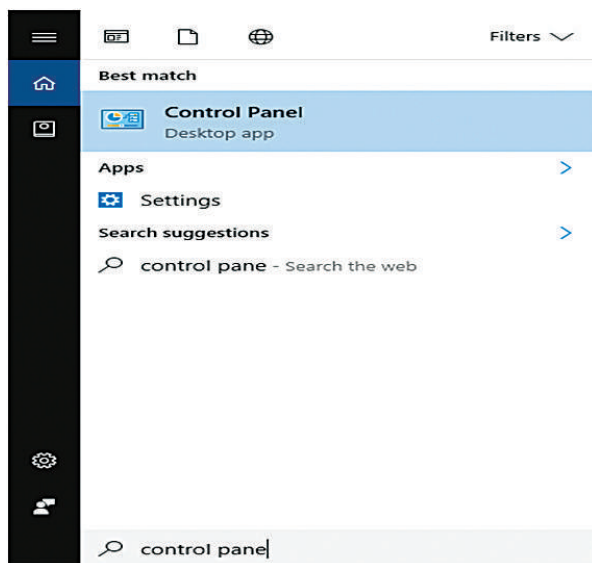 Filters
Best match
Control Panel
Desktop app
Apps
Settings
Search suggestions
control pane - Search the web
control pane